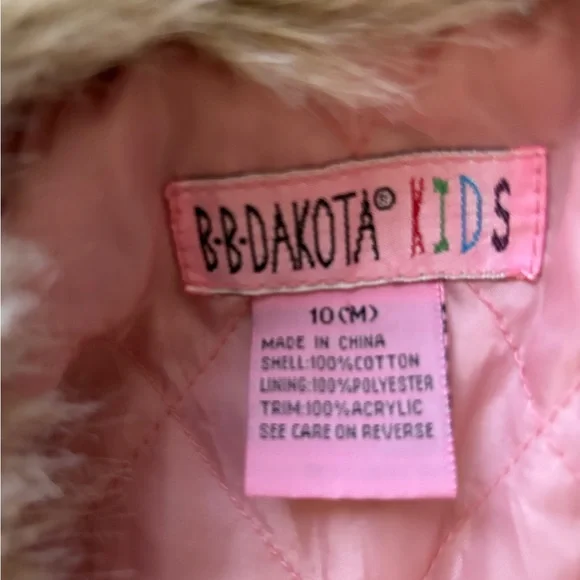 B·B·DAKOTA® KIDS
10(M)
MADE IN CHINA
SHELL:100%COTTON
LINING:100%POLYESTER
TRIM:100%ACRYLIC
SEE CARE ON REVERSE